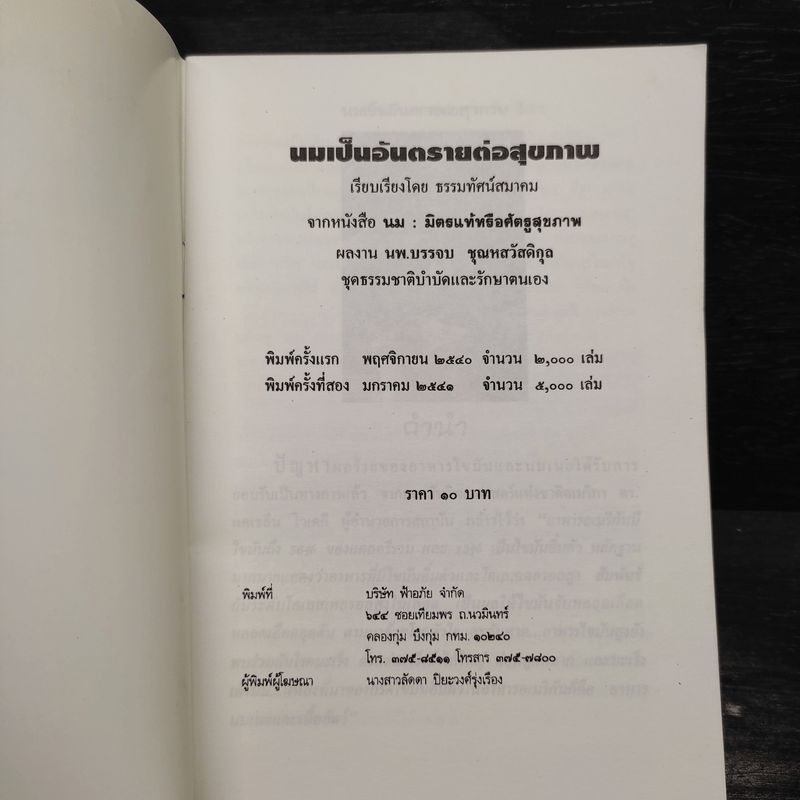 นมเป็นอันตรายต่อสุขภาพ
เรียบเรียงโดย ธรรมทัศน์สมาคม
จากหนังสือ นม : มิตรแท้หรือศัตรูสุขภาพ
ผลงาน นพ.บรรจบ ชุณหสวัสดิกุล
ชุดธรรมชาติบำบัดและรักษาตนเอง
พิมพ์ครั้งแรก พฤศจิกายน ๒๕๔๐ จำนวน ๒,๐๐๐ เล่ม
พิมพ์ครั้งที่สอง มกราคม ๒๕๔๑ จำนวน ๕,๐๐๐ เล่ม
ราคา ๑๐ บาท
พิมพ์ที่ บริษัท ฟ้าอภัย จำกัด
๖๔๔ ซอยเทียมพร ถ.นวมินทร์
คลองกุ่ม บึงกุ่ม กทม. ๑๐๒๔๐
โทร. ๓๗๕-๘๕๑๑ โทรสาร ๓๗๕-๗๘๐๐
ผู้พิมพ์ผู้โฆษณา นางสาวลัดดา ปิยะวงศ์รุ่งเรือง